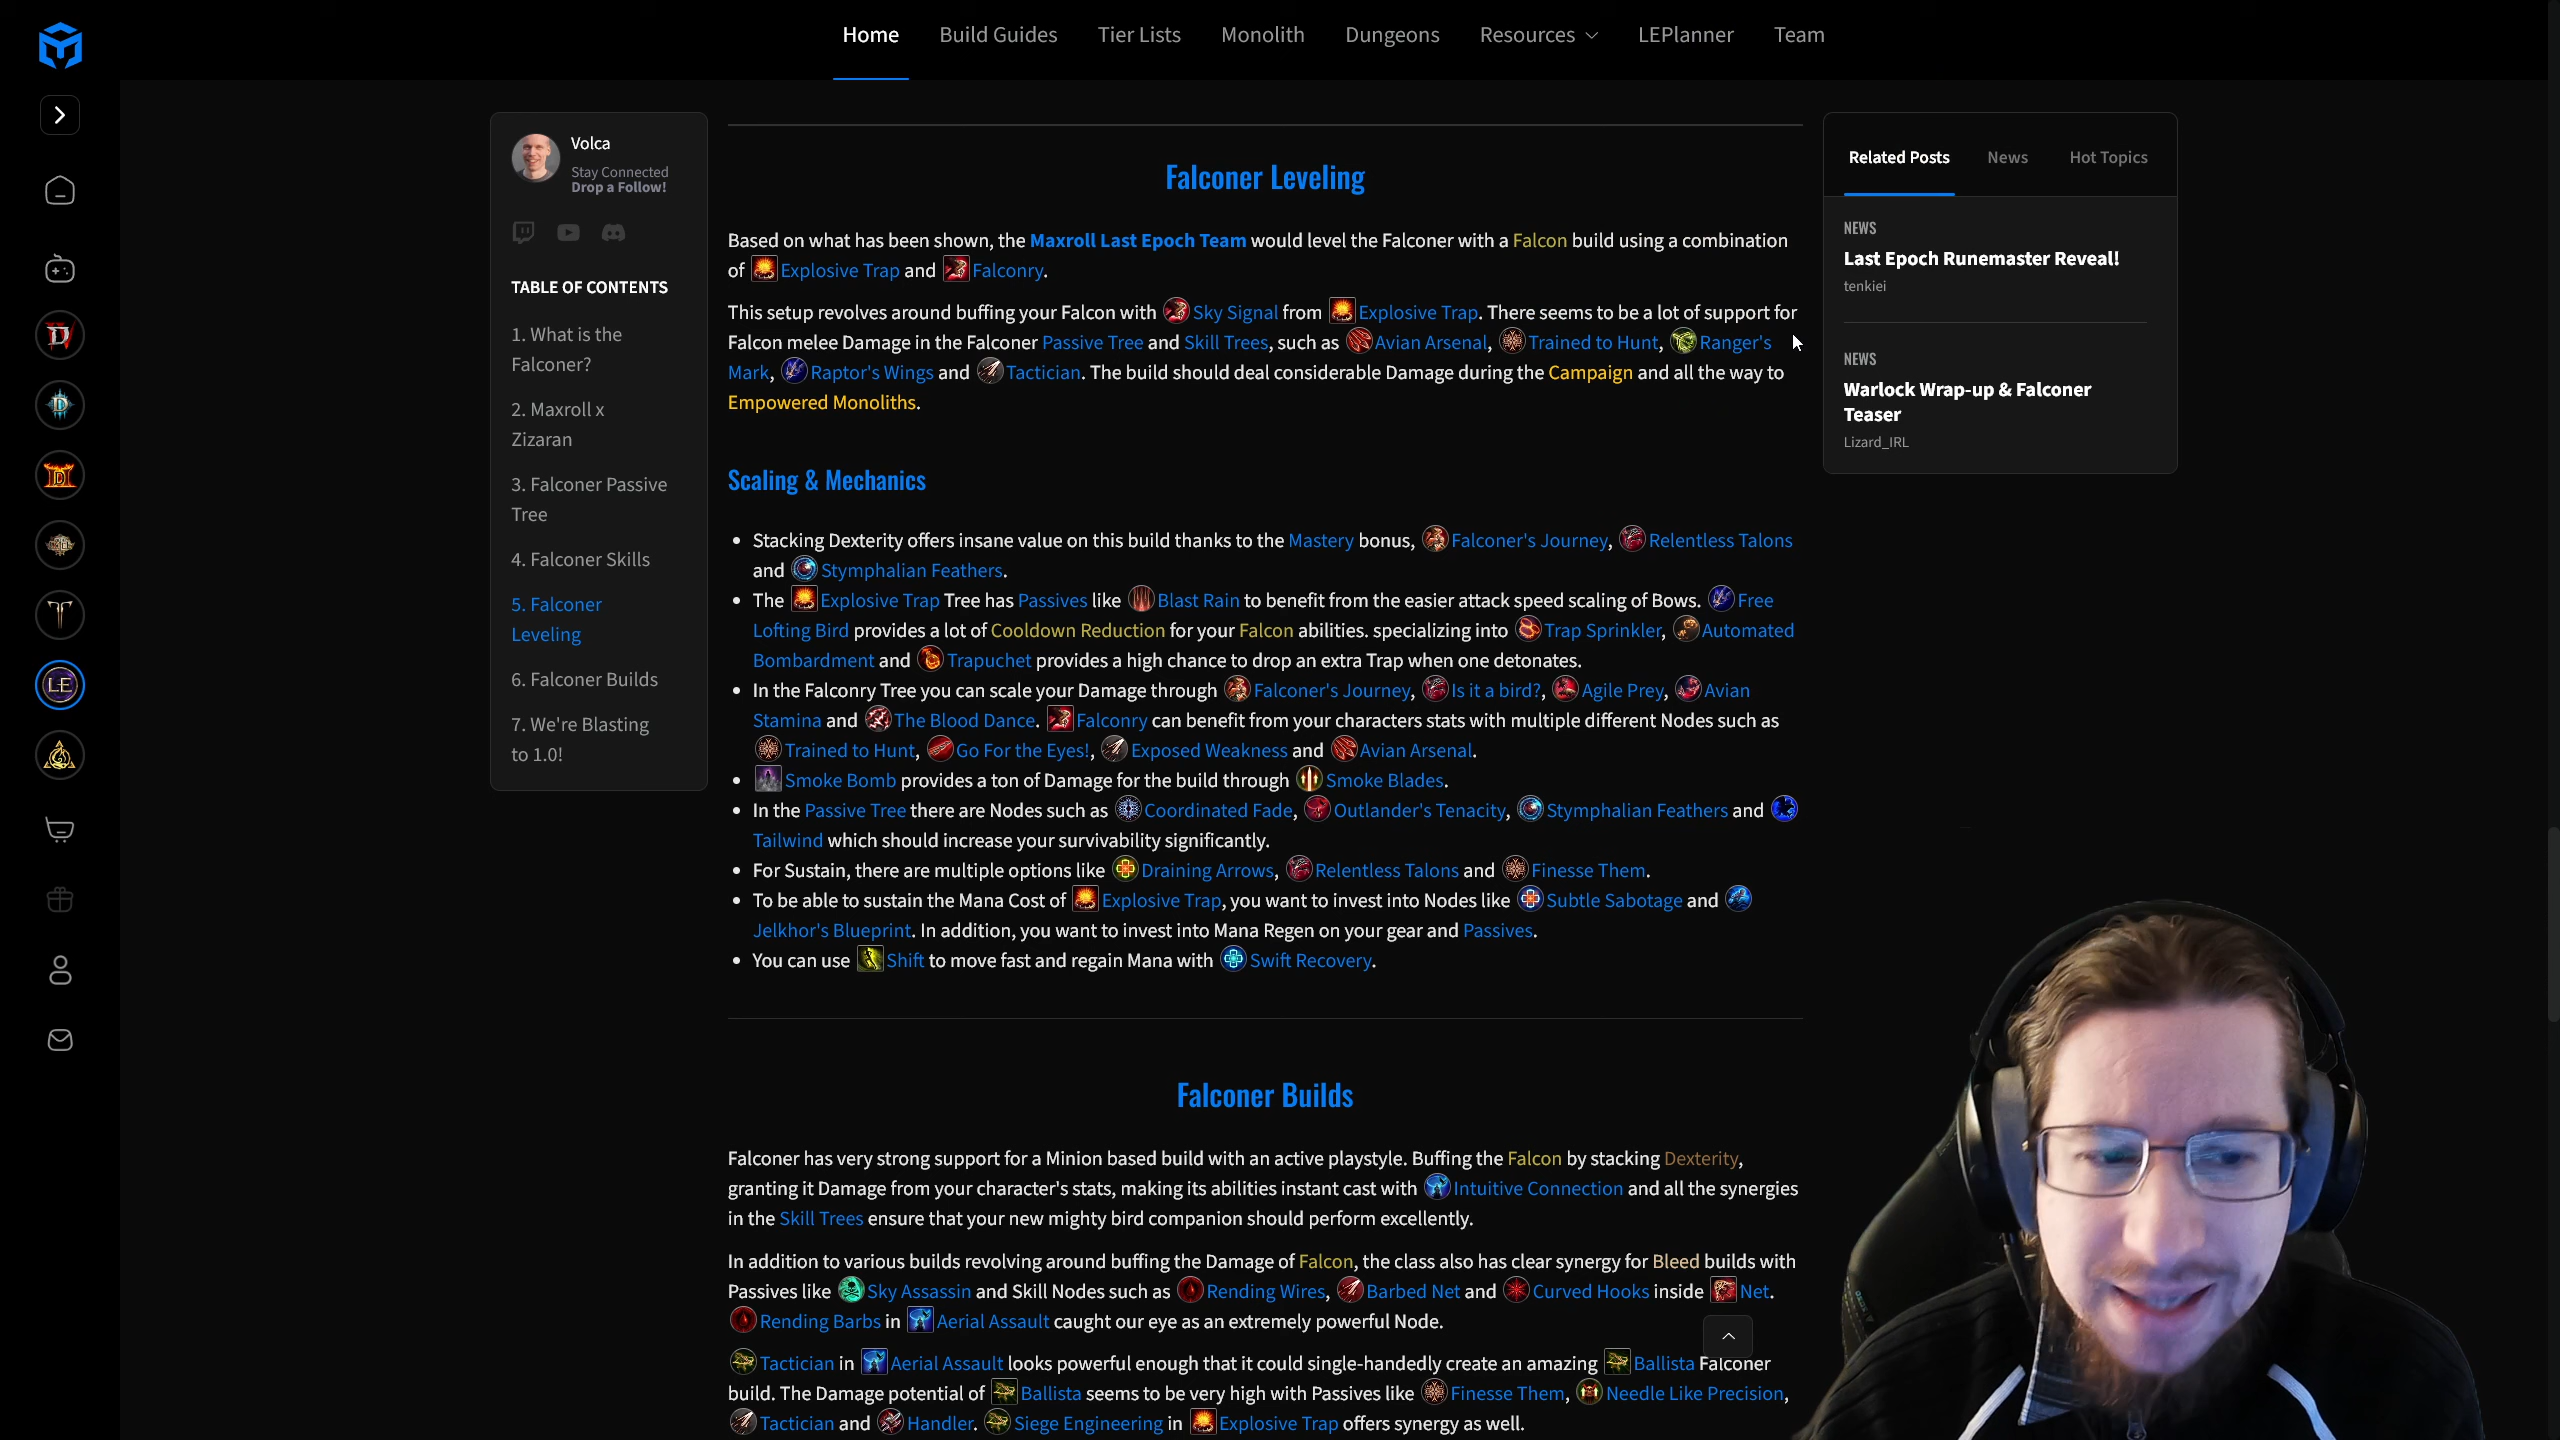 Home Build Guides Tier Lists Monolith Dungeons Resources LEPlanner Team
Volca
Stay Connected
Drop a Follow!
TABLE OF CONTENTS
1. What is the
Falconer?
2. Maxroll x
Zizaran
3. Falconer Passive
Tree
4. Falconer Skills
5. Falconer
Leveling
6. Falconer Builds
7. We're Blasting
to 1.0!
LE
Falconer Leveling
Based on what has been shown, the Maxroll Last Epoch Team would level the Falconer with a Falcon build using a combination
of Explosive Trap and Falconry.
This setup revolves around buffing your Falcon with Sky Signal from Explosive Trap. There seems to be a lot of support for
Falcon melee Damage in the Falconer Passive Tree and Skill Trees, such as Avian Arsenal, Trained to Hunt, Ranger's
Mark, Raptor's Wings and Tactician. The build should deal considerable Damage during the Campaign and all the way to
Empowered Monoliths.
Scaling & Mechanics
• Stacking Dexterity offers insane value on this build thanks to the Mastery bonus, Falconer's Journey, Relentless Talons
and Stymphalian Feathers.
• The Explosive Trap Tree has Passives like Blast Rain to benefit from the easier attack speed scaling of Bows. Free
Lofting Bird provides a lot of Cooldown Reduction for your Falcon abilities. specializing into Trap Sprinkler, Automated
Bombardment and Trapuchet provides a high chance to drop an extra Trap when one detonates.
• In the Falconry Tree you can scale your Damage through Falconer's Journey, Is it a bird?, Agile Prey, Avian
Stamina and The Blood Dance. Falconry can benefit from your characters stats with multiple different Nodes such as
Trained to Hunt, Go For the Eyes!, Exposed Weakness and Avian Arsenal.
• Smoke Bomb provides a ton of Damage for the build through Smoke Blades.
• In the Passive Tree there are Nodes such as Coordinated Fade, Outlander's Tenacity, Stymphalian Feathers and
Tailwind which should increase your survivability significantly.
• For Sustain, there are multiple options like Draining Arrows, Relentless Talons and Finesse Them.
• To be able to sustain the Mana Cost of Explosive Trap, you want to invest into Nodes like Subtle Sabotage and
Jelkhor's Blueprint. In addition, you want to invest into Mana Regen on your gear and Passives.
• You can use Shift to move fast and regain Mana with Swift Recovery.
Falconer Builds
Falconer has very strong support for a Minion based build with an active playstyle. Buffing the Falcon by stacking Dexterity,
granting it Damage from your character's stats, making its abilities instant cast with Intuitive Connection and all the synergies
in the Skill Trees ensure that your new mighty bird companion should perform excellently.
In addition to various builds revolving around buffing the Damage of Falcon, the class also has clear synergy for Bleed builds with
Passives like Sky Assassin and Skill Nodes such as Rending Wires, Barbed Net and Curved Hooks inside Net.
Rending Barbs in Aerial Assault caught our eye as an extremely powerful Node.
Tactician in Aerial Assault looks powerful enough that it could single-handedly create an amazing Ballista Falconer
build. The Damage potential of Ballista seems to be very high with Passives like Finesse Them, Needle Like Precision,
Tactician and Handler. Siege Engineering in Explosive Trap offers synergy as well.
Related Posts News Hot Topics
NEWS
Last Epoch Runemaster Reveal!
tenkiei
NEWS
Warlock Wrap-up & Falconer
Teaser
Lizard_IRL